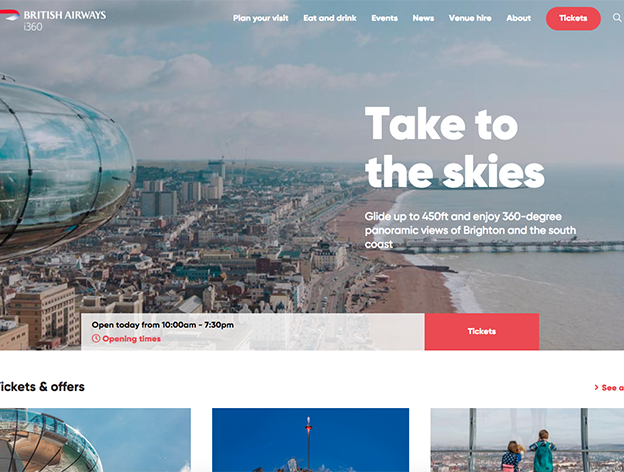 BRITISH AIRWAYS
i360
Plan your visit
Eat and drink
Events
News
Venue hire
About
Tickets
Take to
the skies
Glide up to 450ft and enjoy 360-degree
panoramic views of Brighton and the south
coast
Open today from 10:00am - 7:30pm
Opening times
Tickets
ickets & offers
See a